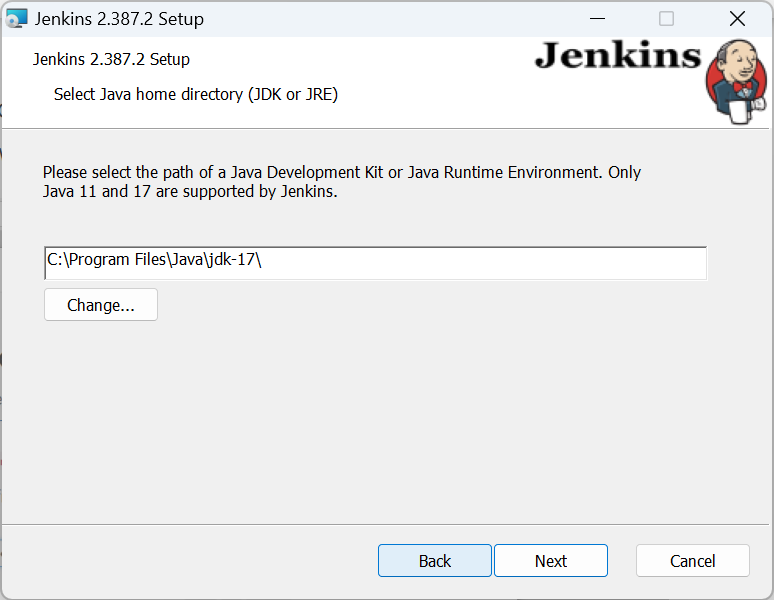 Jenkins 2.387.2 Setup
Jenkins 2.387.2 Setup
Jenkins
Select Java home directory (JDK or JRE)
Please select the path of a Java Development Kit or Java Runtime Environment. Only
Java 11 and 17 are supported by Jenkins.
C:\Program Files\Java\jdk-17\
Change...
Back
Next
Cancel